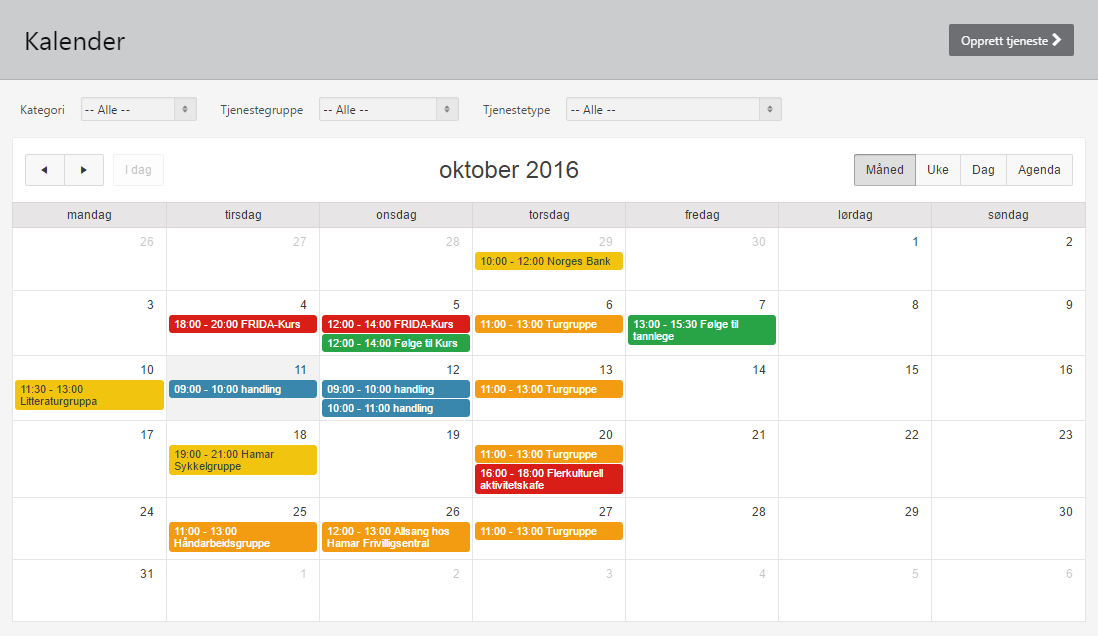 Kalender
Opprett tjeneste
Kategori -- Alle -- Tjenestegruppe -- Alle -- Tjenestetype -- Alle --
I dag
oktober 2016
Måned Uke Dag Agenda
mandag tirsdag onsdag torsdag fredag lørdag søndag
26 27 28 29 30 1 2
10:00 - 12:00 Norges Bank
3 4 5 6 7 8 9
18:00 - 20:00 FRIDA-Kurs
12:00 - 14:00 FRIDA-Kurs
12:00 - 14:00 Følge til Kurs
11:00 - 13:00 Turgruppe
13:00 - 15:30 Følge til
tannlege
10 11 12 13 14 15 16
11:30 - 13:00
Litteraturgruppa
09:00 - 10:00 handling
09:00 - 10:00 handling
10:00 - 11:00 handling
11:00 - 13:00 Turgruppe
17 18 19 20 21 22 23
19:00 - 21:00 Hamar
Sykkelgruppe
11:00 - 13:00 Turgruppe
16:00 - 18:00 Flerkulturell
aktivitetskafe
24 25 26 27 28 29 30
11:00 - 13:00
Håndarbeidsgruppe
12:00 - 13:00 Allsang hos
Hamar Frivilligsentral
11:00 - 13:00 Turgruppe
31 1 2 3 4 5 6